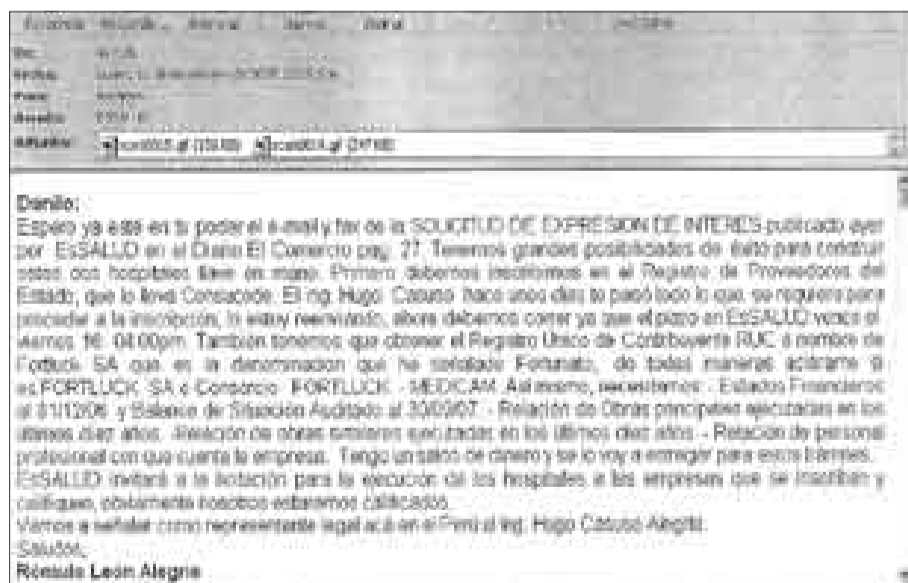 Danilo:
Espero ya esté en tu poder el e-mail y fax de la SOLICITUD DE EXPRESION DE INTERES publicado ayer
por EsSALUD en el Diario El Comercio pag. 27. Tenemos grandes posibilidades de éxito para construir
estos dos hospitales llave en mano. Primero debemos inscribirnos en el Registro de Proveedores del
Estado, que lo lleva Consucode. El Ing. Hugo Casuso hace unos días te pasó todo lo que se requiere para
proceder a la inscripción, lo estoy reenviando, ahora debemos correr ya que el plazo en EsSALUD vence el
viernes 16 04:00pm. También tenemos que obtener el Registro Unico de Contribuyente RUC a nombre de
Fortluck SA que es la denominacion que ha señalado Fortunato, de todas maneras aclárame si
es FORTLUCK SA o Consorcio FORTLUCK - MEDICAM. Asimismo, necesitamos: - Estados Financieros
al 31/12/06 y Balance de Situación Auditado al 30/09/07. - Relación de Obras principales ejecutadas en los
últimos diez años. -Relación de obras similares ejecutadas en los últimos diez años. - Relación de personal
profesional con que cuenta la empresa. Tengo un saldo de dinero y se lo voy a entregar para estos trámites.
EsSALUD invitará a la licitación para la ejecución de los hospitales a las empresas que se inscriban y
califiquen, obviamente nosotros estaremos calificados.
Vamos a señalar como representante legal acá en el Perú al Ing. Hugo Casuso Alegría.
Saludos,
Rómulo León Alegría